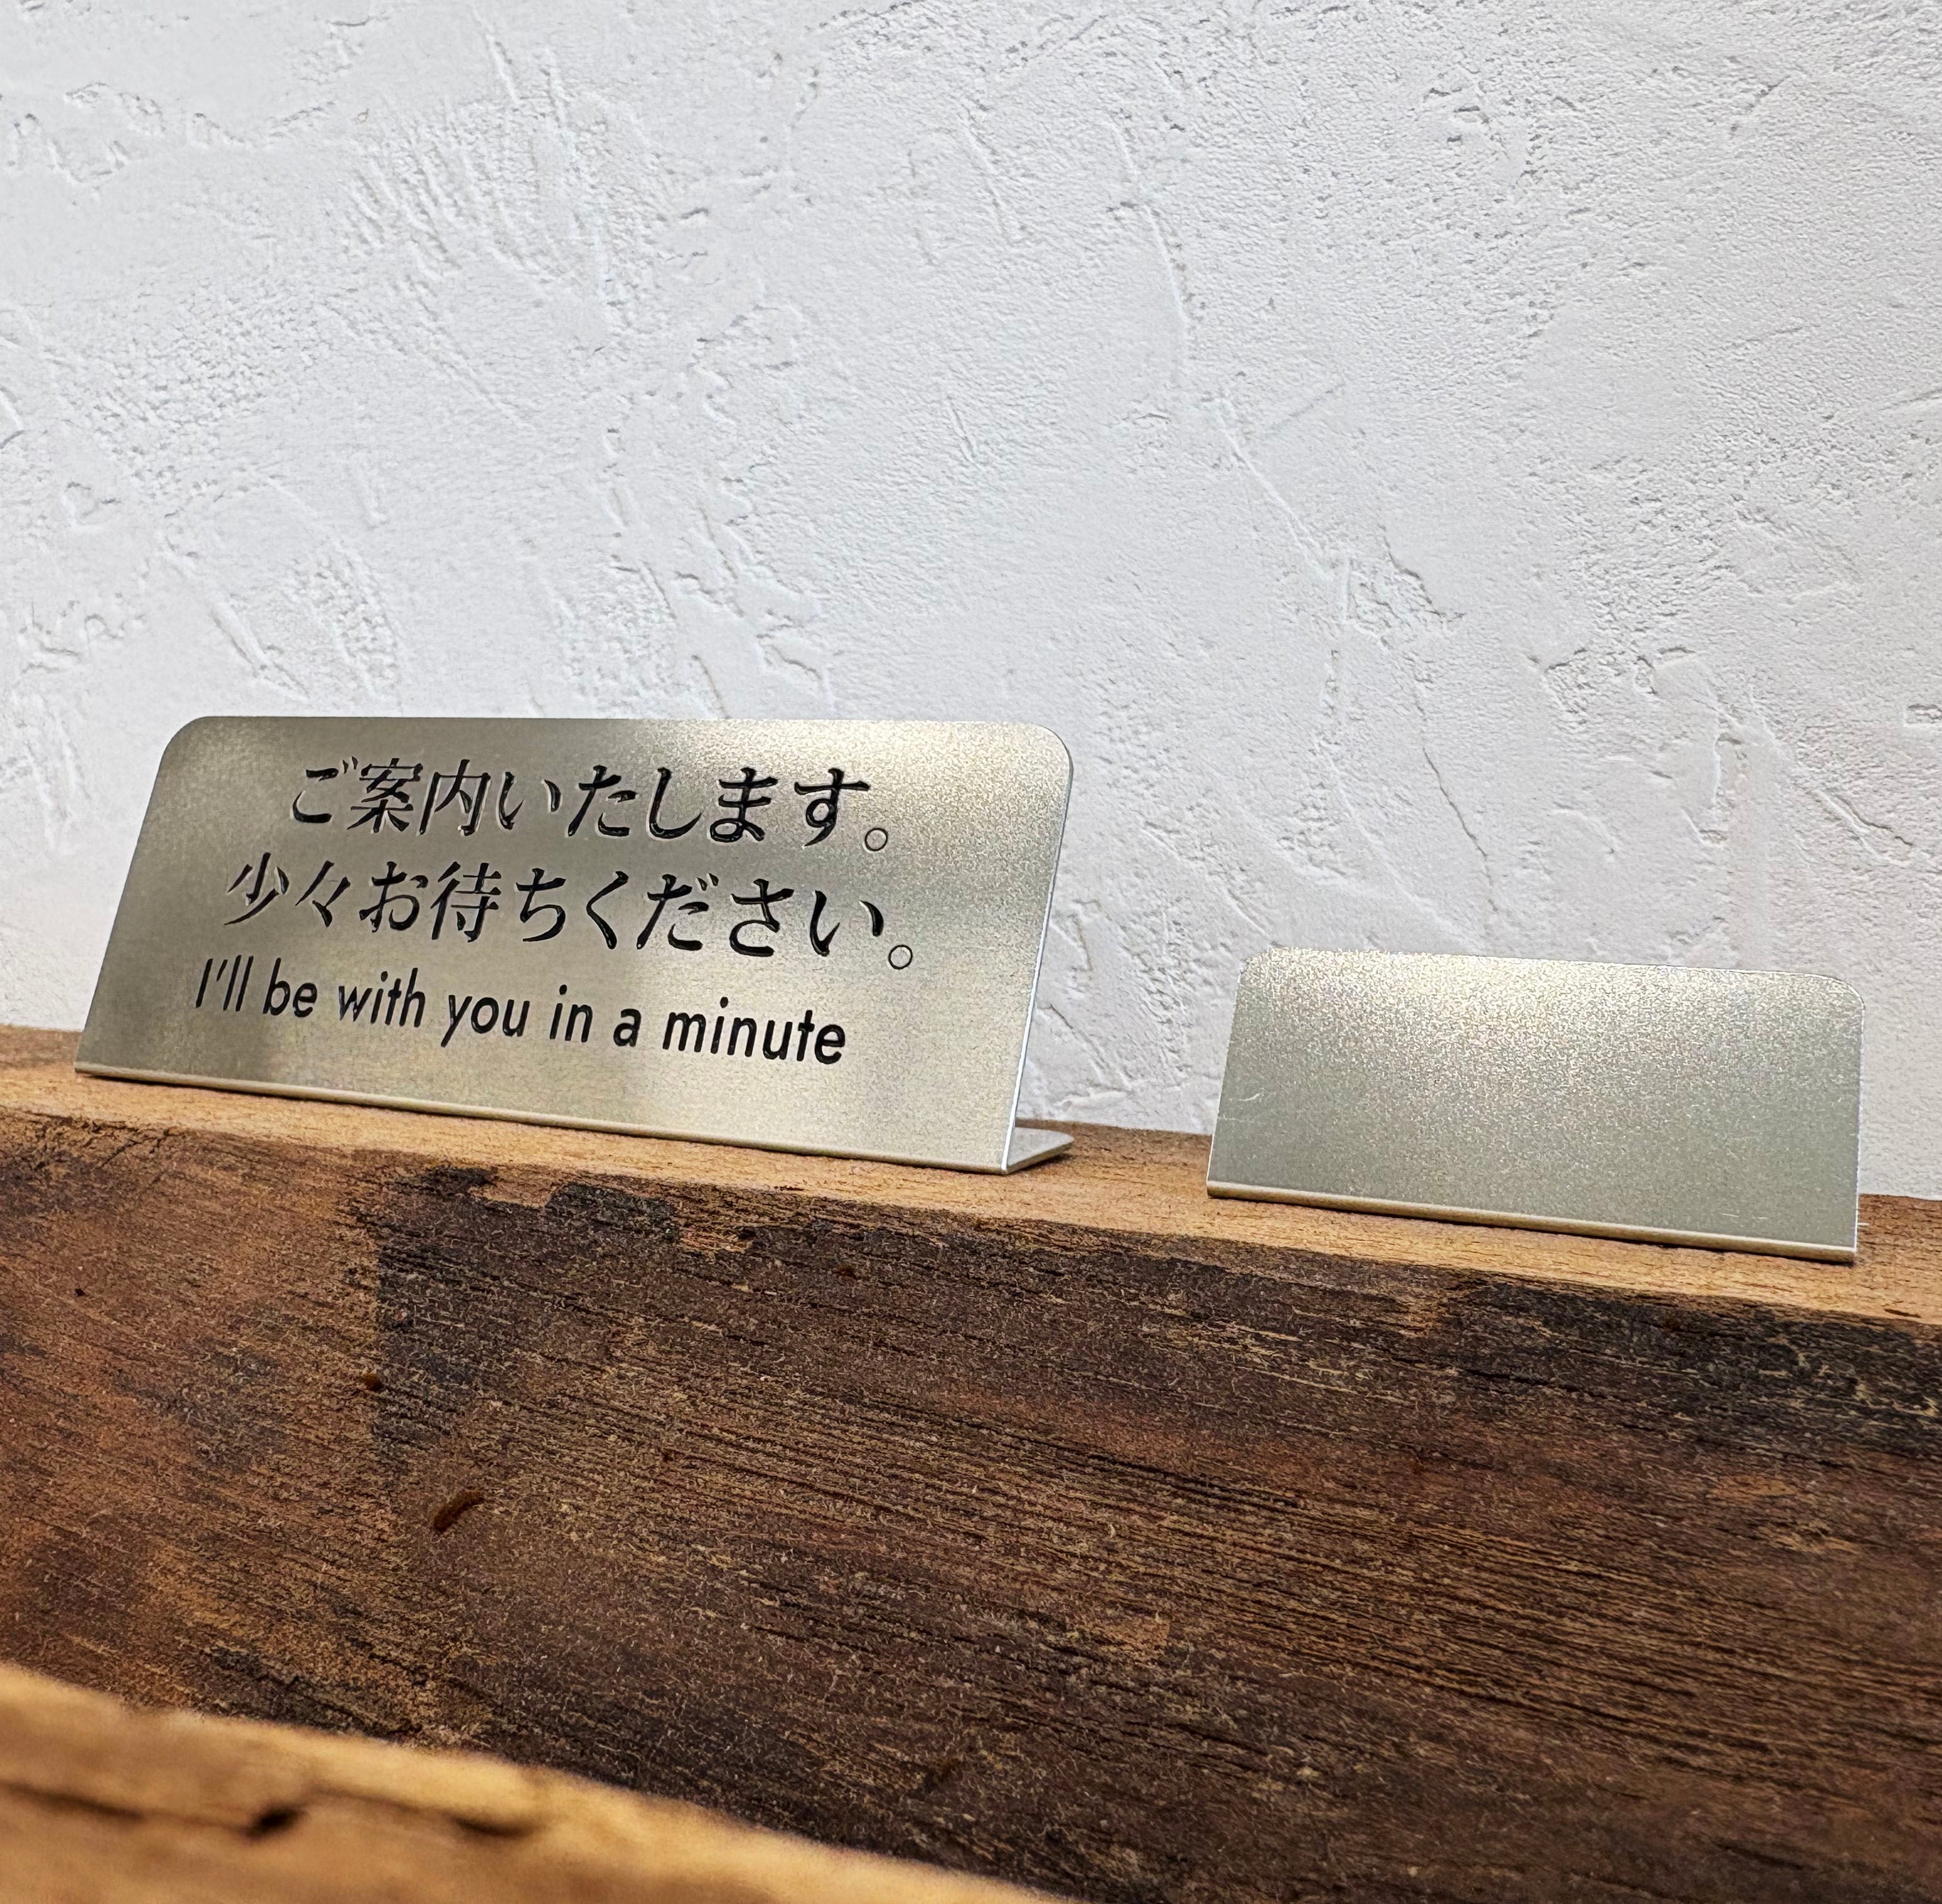 ご案内いたします。
少々お待ちください。
I'll be with you in a minute